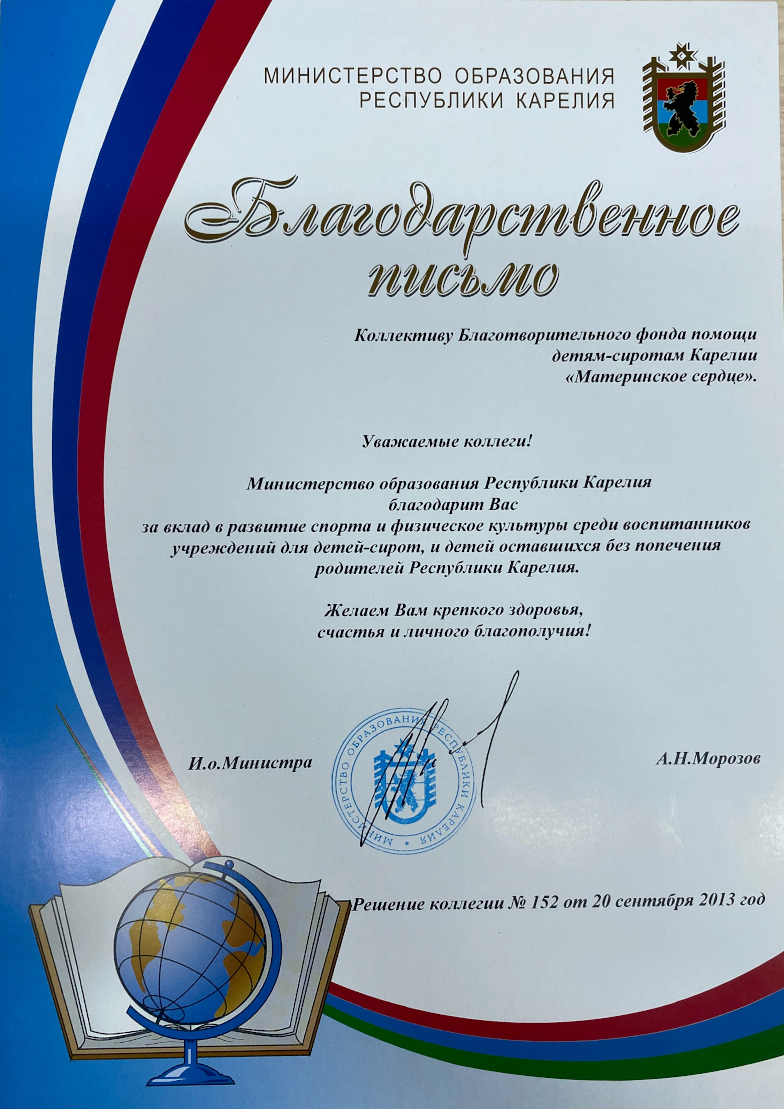 МИНИСТЕРСТВО ОБРАЗОВАНИЯ
РЕСПУБЛИКИ КАРЕЛИЯ
Благодарственное
письмо
Коллективу Благотворительного фонда помощи
детям-сиротам Карелии
«Материнское сердце».
Уважаемые коллеги!
Министерство образования Республики Карелия
благодарит Вас
за вклад в развитие спорта и физическое культуры среди воспитанников
учреждений для детей-сирот, и детей оставшихся без попечения
родителей Республики Карелия.
Желаем Вам крепкого здоровья,
счастья и личного благополучия!
И.о.Министра
МИНИСТЕРСТВО ОБРАЗОВАНИЯ РЕСПУБЛИКИ КАРЕЛИЯ
А.Н.Морозов
Решение коллегии № 152 от 20 сентября 2013 год